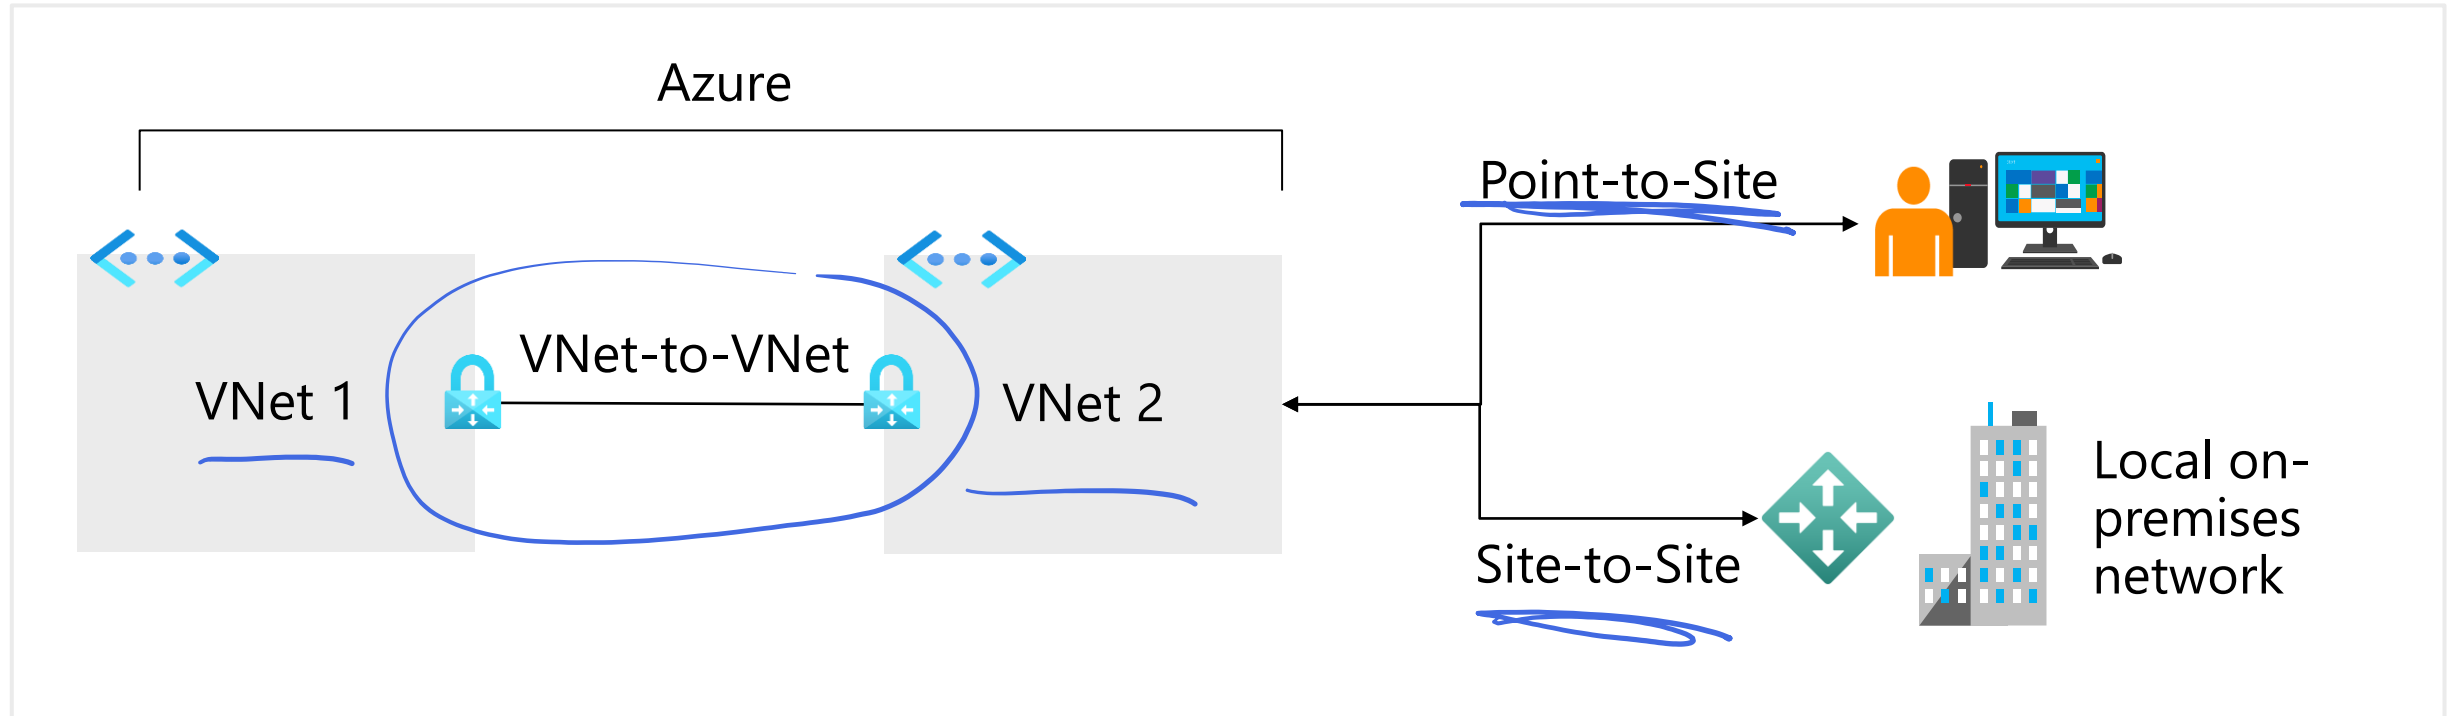 Azure
Point-to-Site
VNet-to-VNet
VNet 1
VNet 2
Site-to-Site
Local on-
premises
network